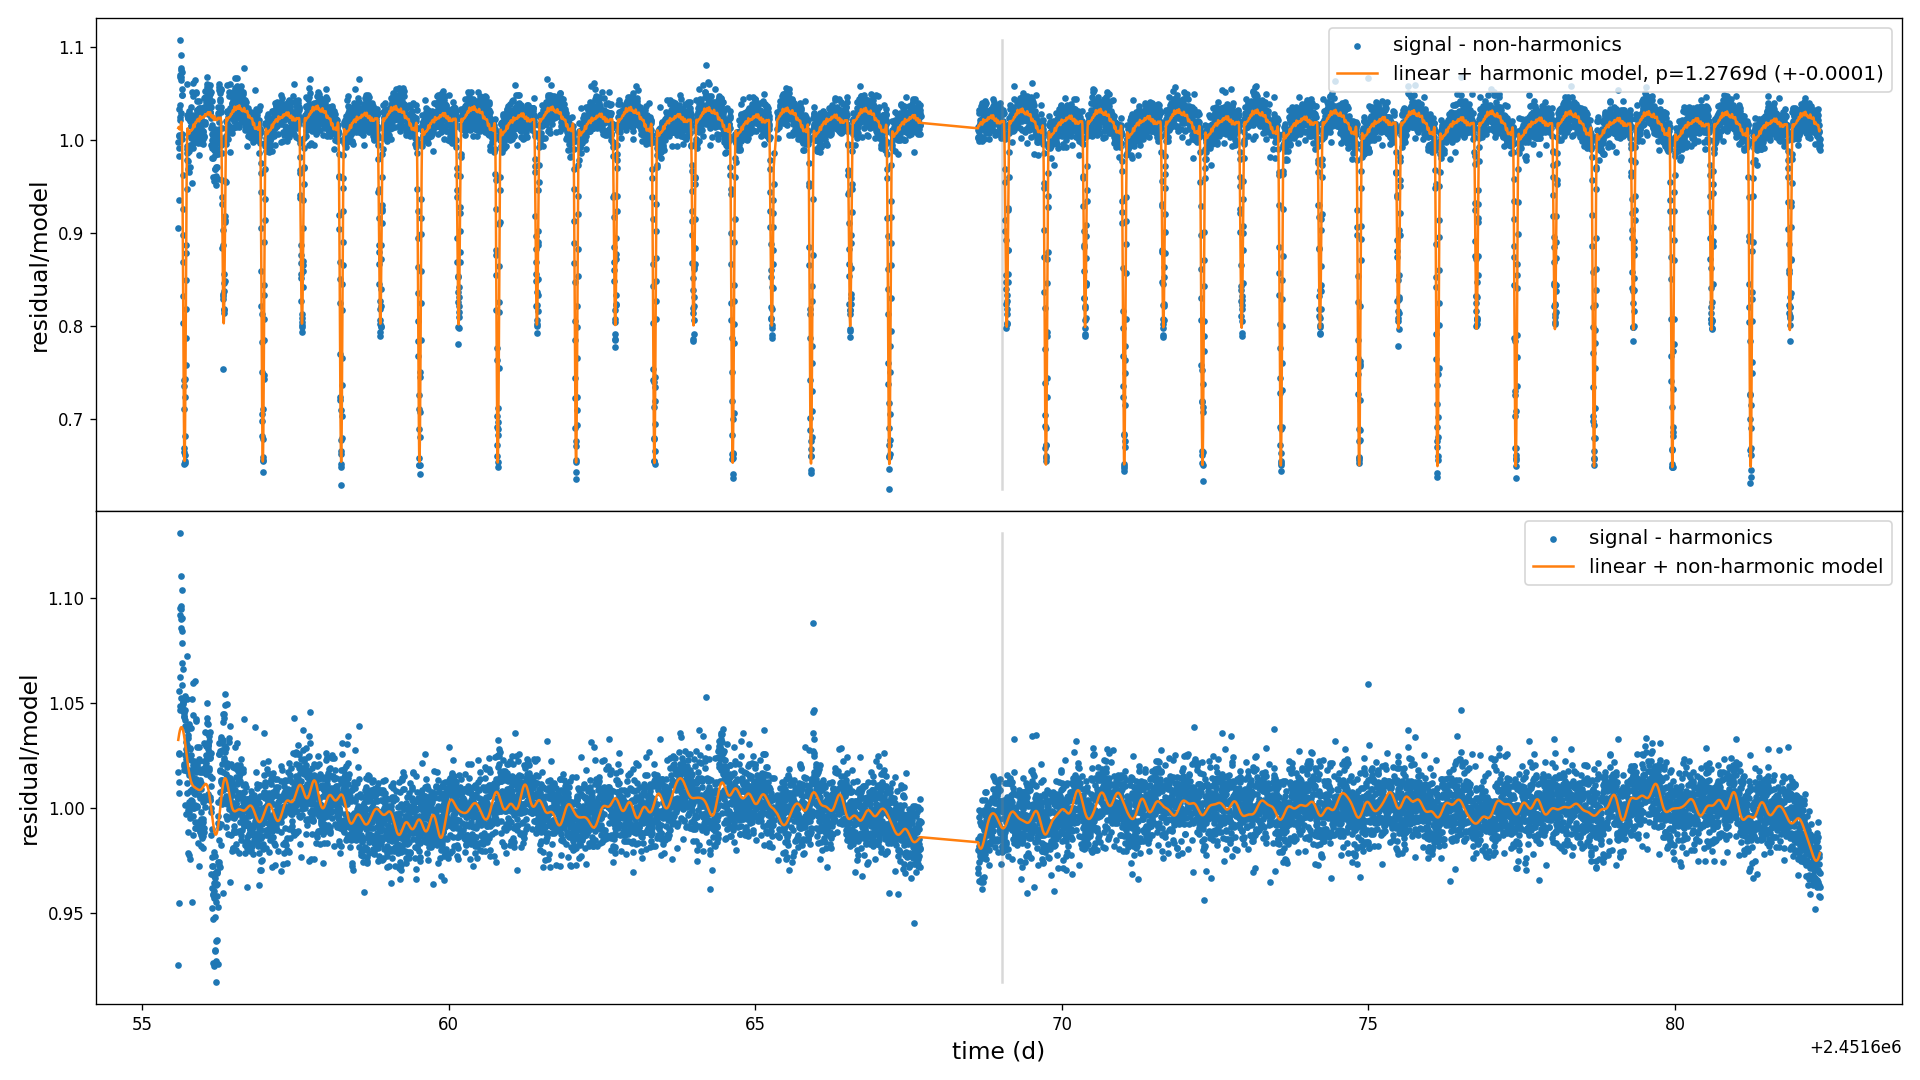 signal - non-harmonics
linear + harmonic model, p=1.2769d (+-0.0001)
1.1
1.0
0.9
0.8
0.7
residual/model
signal - harmonics
linear + non-harmonic model
1.10
1.05
1.00
0.95
residual/model
55
60
65
70
75
80
time (d)
+2.4516e6